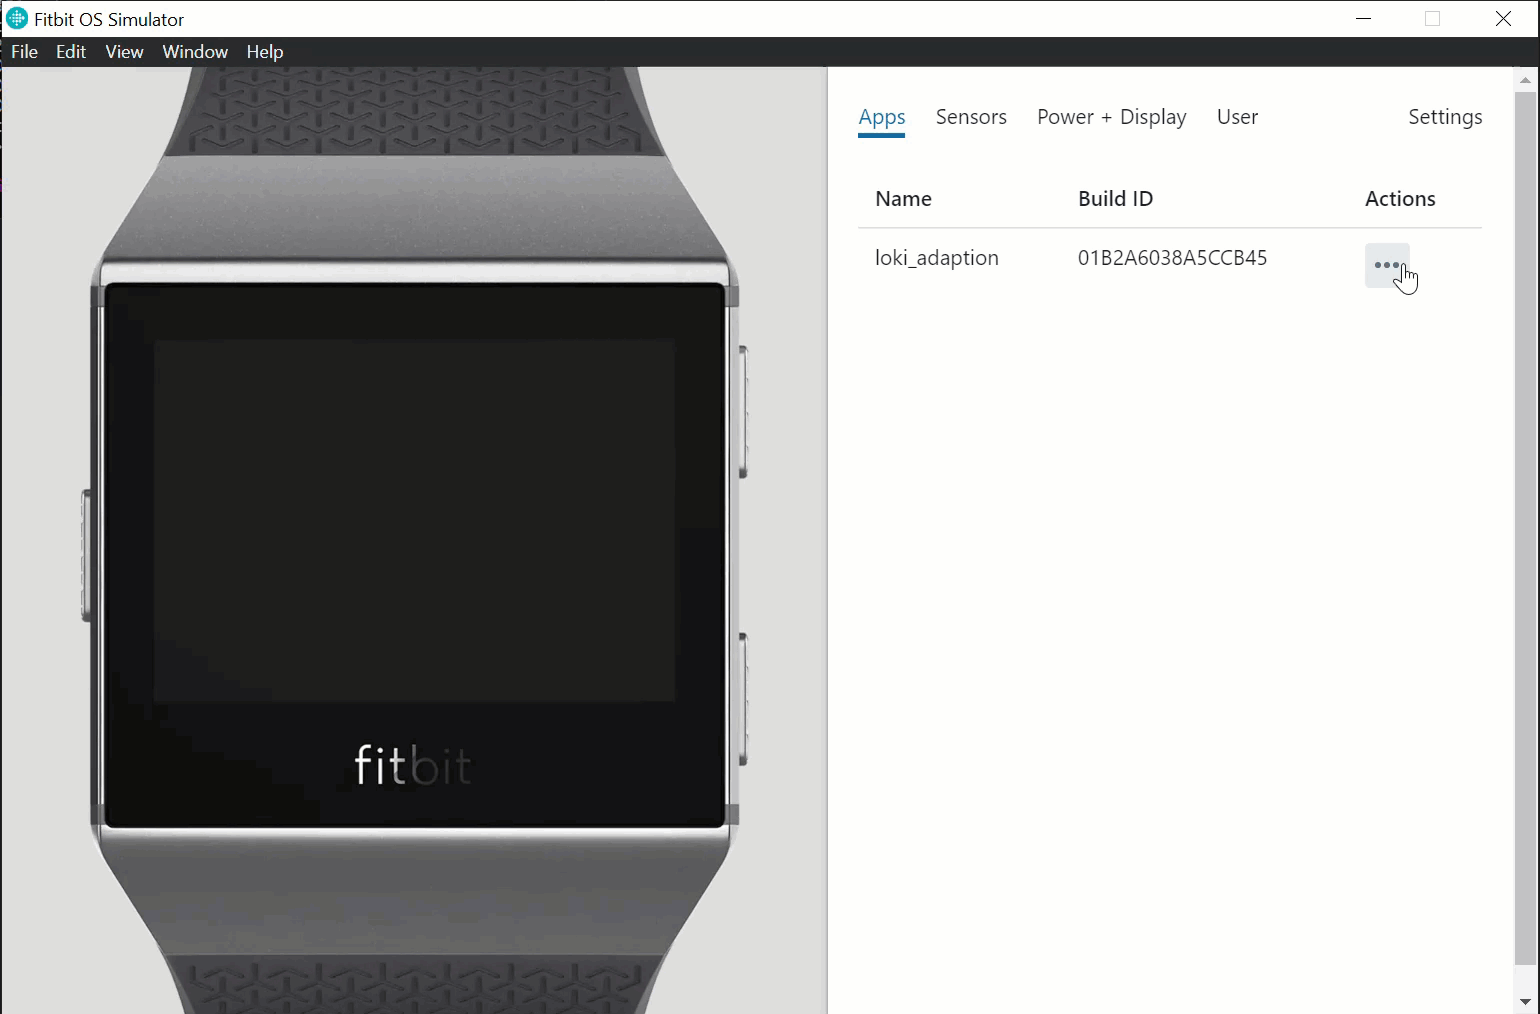 Fitbit OS Simulator
File Edit View Window Help
Apps Sensors Power + Display User Settings
Name Build ID Actions
loki_adaption 01B2A6038A5CCB45
fitbit